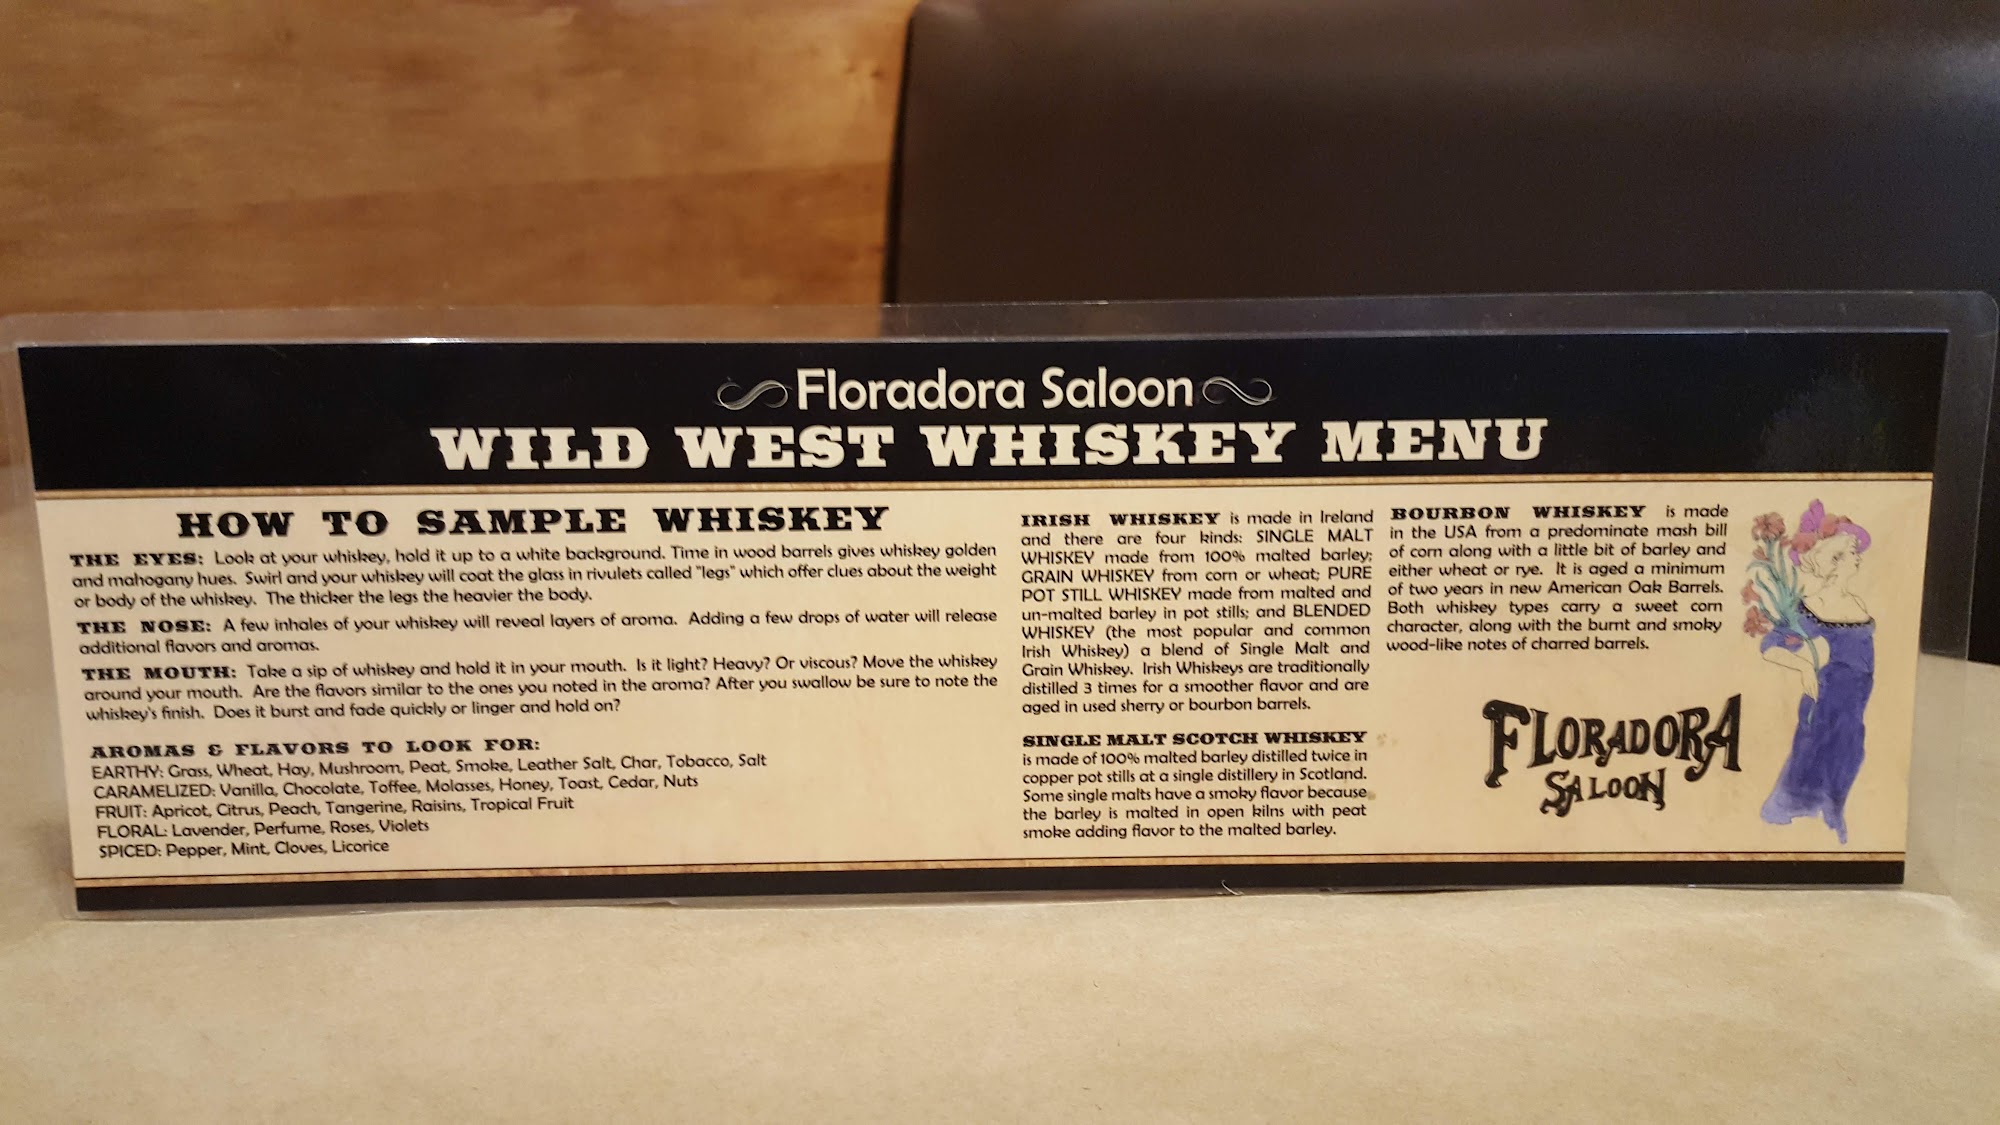 Floradora Saloon
WILD WEST WHISKEY MENU
HOW TO SAMPLE WHISKEY
THE EYES: Look at your whiskey, hold it up to a white background. Time in wood barrels gives whiskey golden
and mahogany hues. Swirl and your whiskey will coat the glass in rivulets called "legs" which offer clues about the weight
or body of the whiskey. The thicker the legs the heavier the body.
THE NOSE: A few inhales of your whiskey will reveal layers of aroma. Adding a few drops of water will release
additional flavors and aromas.
THE MOUTH: Take a sip of whiskey and hold it in your mouth. Is it light? Heavy? Or viscous? Move the whiskey
around your mouth. Are the flavors similar to the ones you noted in the aroma? After you swallow be sure to note the
whiskey's finish. Does it burst and fade quickly or linger and hold on?
AROMAS & FLAVORS TO LOOK FOR:
EARTHY: Grass, Wheat, Hay, Mushroom, Peat, Smoke, Leather Salt, Char, Tobacco, Salt
CARAMELIZED: Vanilla, Chocolate, Toffee, Molasses, Honey, Toast, Cedar, Nuts
FRUIT: Apricot, Citrus, Peach, Tangerine, Raisins, Tropical Fruit
FLORAL: Lavender, Perfume, Roses, Violets
SPICED: Pepper, Mint, Cloves, Licorice
IRISH WHISKEY is made in Ireland
and there are four kinds: SINGLE MALT
WHISKEY made from 100% malted barley;
GRAIN WHISKEY from corn or wheat; PURE
POT STILL WHISKEY made from malted and
un-malted barley in pot stills; and BLENDED
WHISKEY (the most popular and common
Irish Whiskey) a blend of Single Malt and
Grain Whiskey. Irish Whiskeys are traditionally
distilled 3 times for a smoother flavor and are
aged in used sherry or bourbon barrels.
SINGLE MALT SCOTCH WHISKEY
is made of 100% malted barley distilled twice in
copper pot stills at a single distillery in Scotland.
Some single malts have a smoky flavor because
the barley is malted in open kilns with peat
smoke adding flavor to the malted barley.
BOURBON WHISKEY is made
in the USA from a predominate mash bill
of corn along with a little bit of barley and
either wheat or rye. It is aged a minimum
of two years in new American Oak Barrels.
Both whiskey types carry a sweet corn
character, along with the burnt and smoky
wood-like notes of charred barrels.
FLORADORA
SALOON